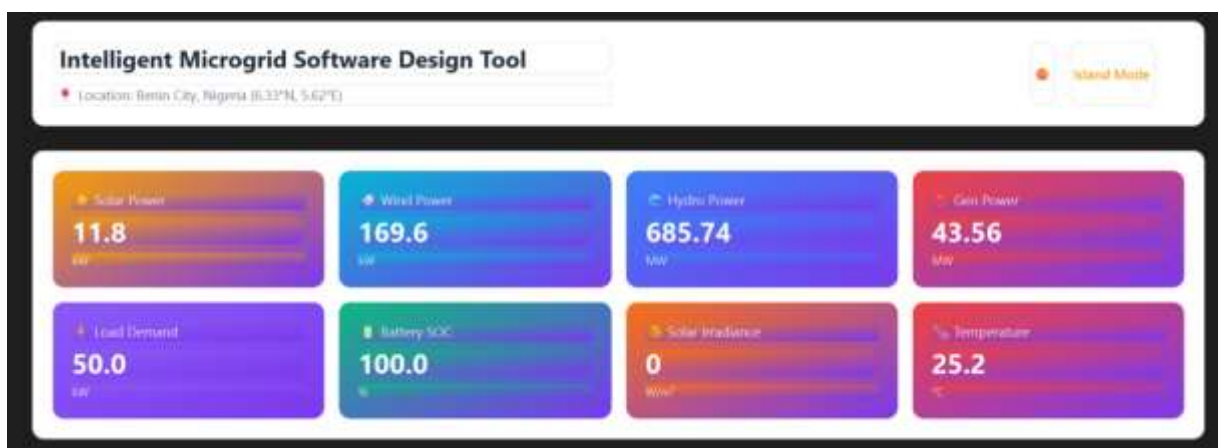 Intelligent Microgrid Software Design Tool
Location: Benin City, Nigeria (6.33°N, 5.62°E)
Island Mode
Solar Power
11.8
kW
Wind Power
169.6
kW
Hydro Power
685.74
MW
Gen Power
43.56
MW
Load Demand
50.0
kW
Battery SOC
100.0
%
Solar Irradiance
0
W/m²
Temperature
25.2
°C